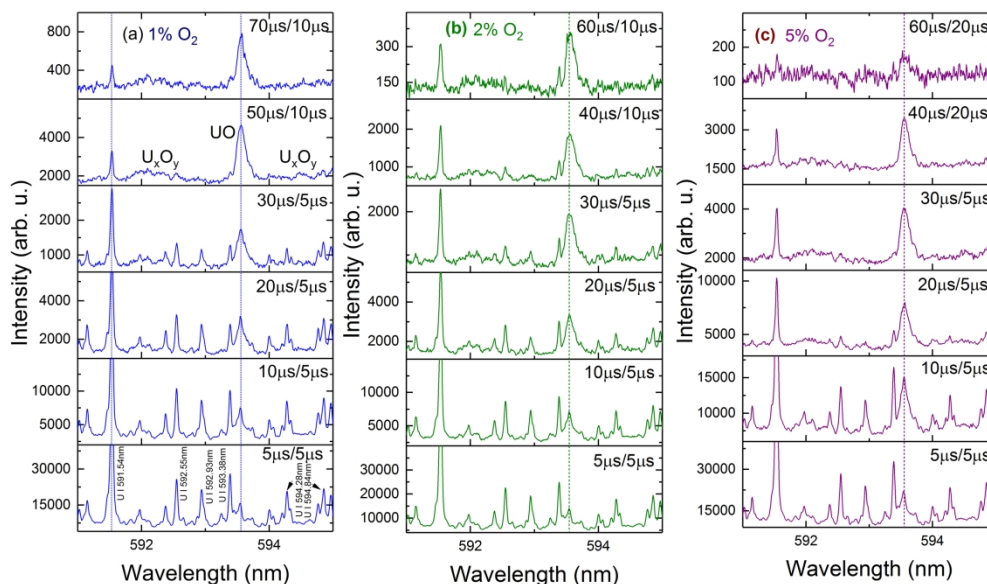 (a) 1% O₂
70μs/10μs
800
400
50μs/10μs
UO
UₓOᵧ
UₓOᵧ
4000
2000
30μs/5μs
2000
1000
20μs/5μs
4000
2000
10μs/5μs
10000
5000
5μs/5μs
30000
15000
U I 591.54nm
U I 592.55nm
U I 592.93nm
U I 593.38nm
U I 594.28nm
U I 594.84nm
592
594
Intensity (arb. u.)
Wavelength (nm)
(b) 2% O₂
60μs/10μs
300
150
40μs/10μs
2000
1000
30μs/5μs
2000
20μs/5μs
4000
2000
10μs/5μs
10000
5000
5μs/5μs
30000
20000
10000
592
594
Intensity (arb. u.)
Wavelength (nm)
(c) 5% O₂
60μs/20μs
200
100
40μs/20μs
3000
1500
30μs/5μs
4000
2000
20μs/5μs
10000
5000
10μs/5μs
15000
10000
5μs/5μs
30000
15000
592
594
Intensity (arb. u.)
Wavelength (nm)